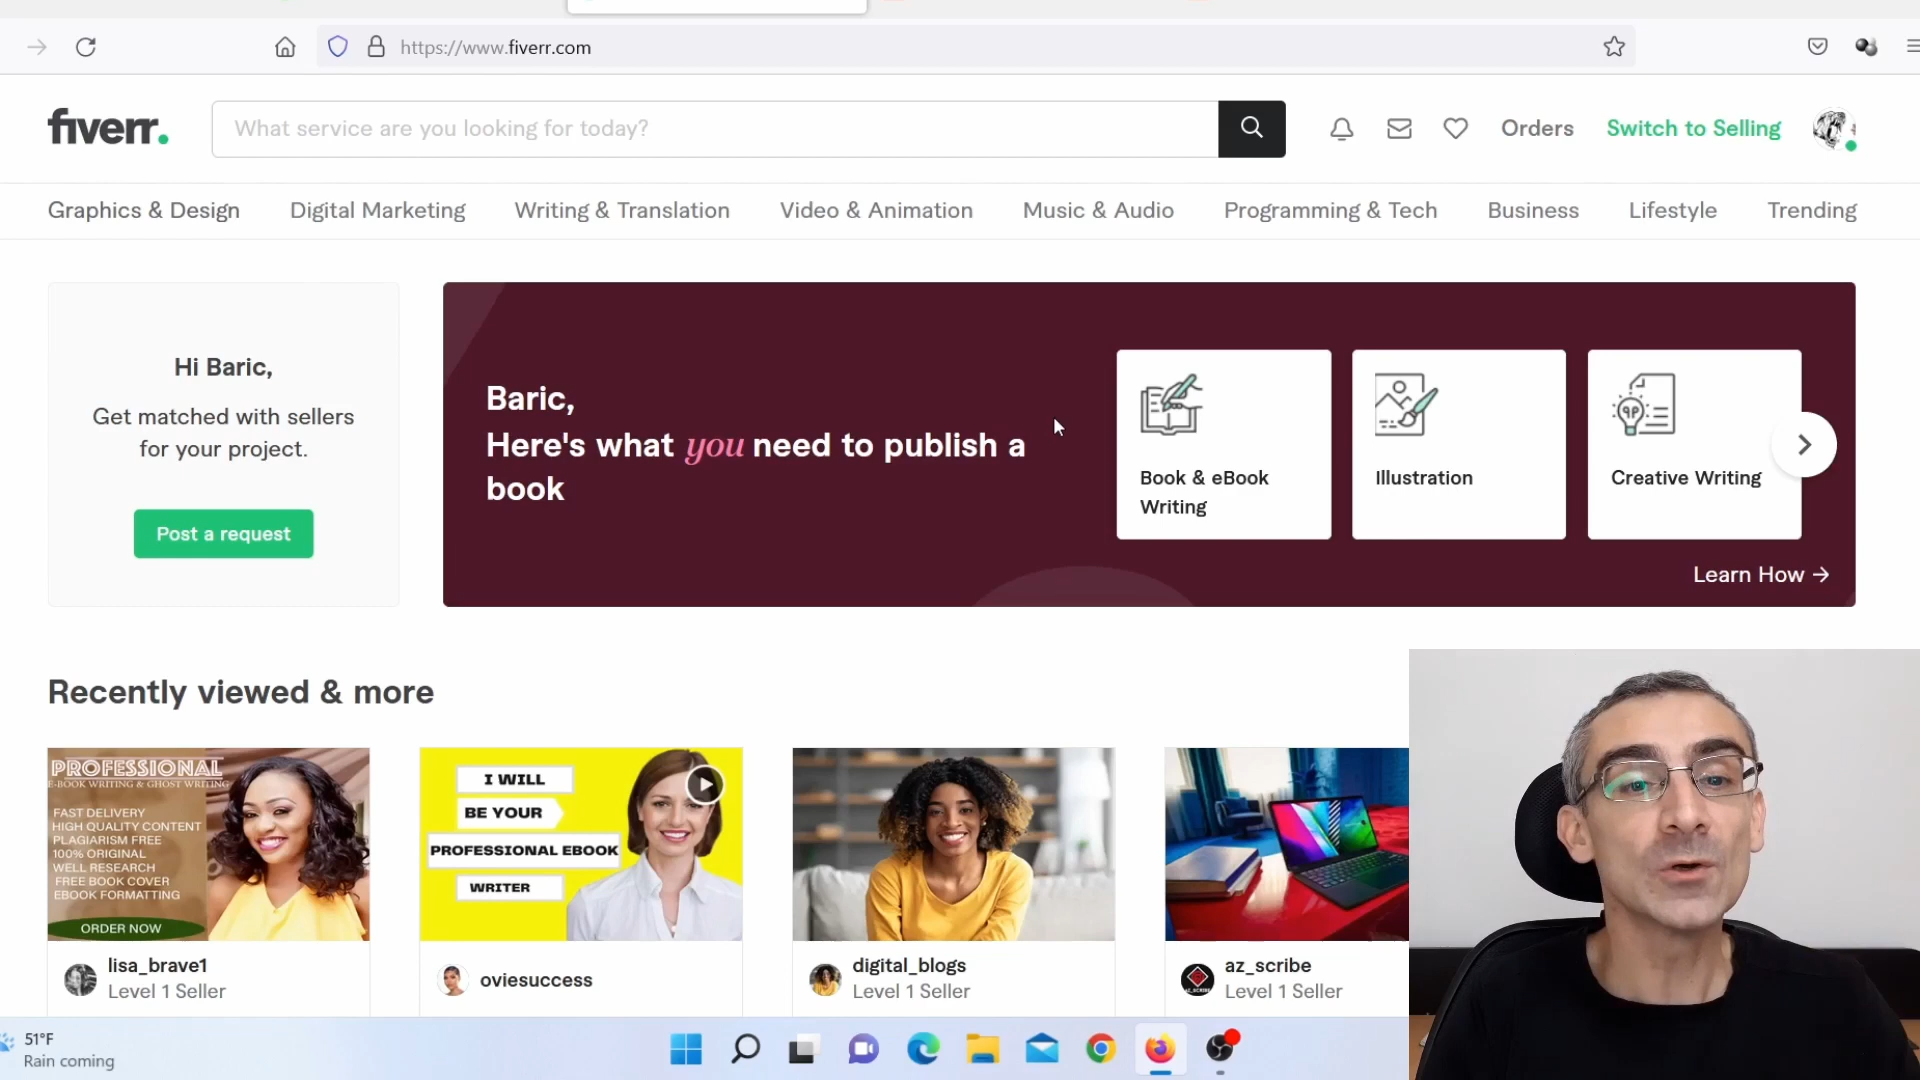 https://www.fiverr.com
fiverr.
What service are you looking for today?
Orders
Switch to Selling
Graphics & Design
Digital Marketing
Writing & Translation
Video & Animation
Music & Audio
Programming & Tech
Business
Lifestyle
Trending
Hi Baric,
Get matched with sellers
for your project.
Post a request
Baric,
Here's what you need to publish a
book
Book & eBook
Writing
Illustration
Creative Writing
Learn How →
Recently viewed & more
PROFESSIONAL
E-BOOK WRITING & GHOST WRITING
FAST DELIVERY
HIGH QUALITY CONTENT
PLAGIARISM FREE
100% ORIGINAL
WELL RESEARCH
FREE BOOK COVER
EBOOK FORMATTING
ORDER NOW
I WILL
BE YOUR
PROFESSIONAL EBOOK
WRITER
lisa_brave1
Level 1 Seller
oviesuccess
digital_blogs
Level 1 Seller
az_scribe
Level 1 Seller
51°F
Rain coming